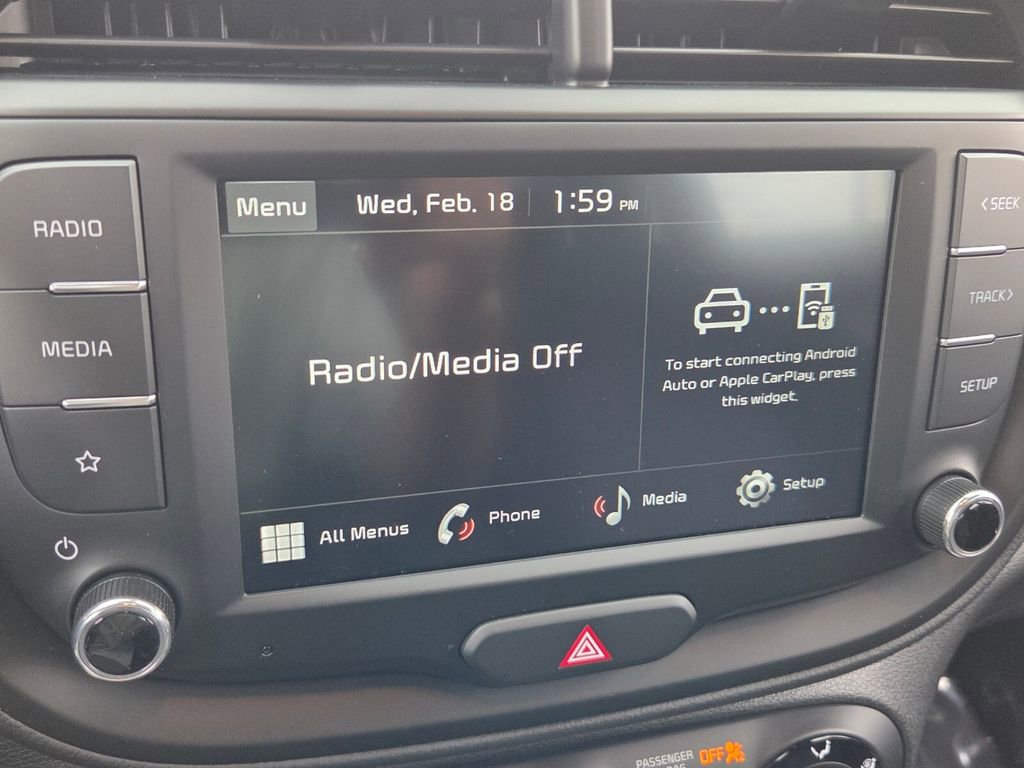 Menu Wed, Feb. 18 1:59 PM
RADIO
MEDIA
< SEEK
TRACK >
SETUP
Radio/Media Off
To start connecting Android
Auto or Apple CarPlay, press
this widget.
All Menus Phone Media Setup
PASSENGER OFF